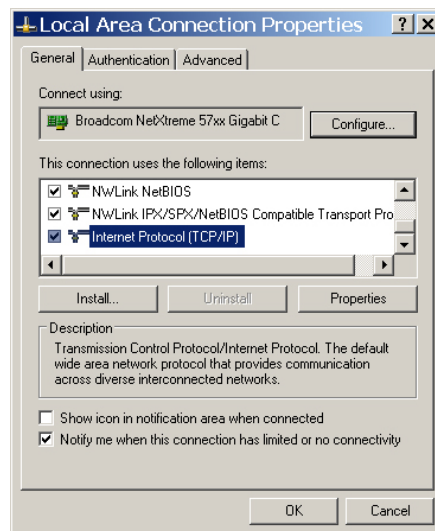 Local Area Connection Properties
General Authentication Advanced
Connect using:
Broadcom NetXtreme 57xx Gigabit C
Configure...
This connection uses the following items:
NWLink NetBIOS
NWLink IPX/SPX/NetBIOS Compatible Transport Pro
Internet Protocol (TCP/IP)
Install... Uninstall Properties
Description
Transmission Control Protocol/Internet Protocol. The default
wide area network protocol that provides communication
across diverse interconnected networks.
Show icon in notification area when connected
Notify me when this connection has limited or no connectivity
OK Cancel